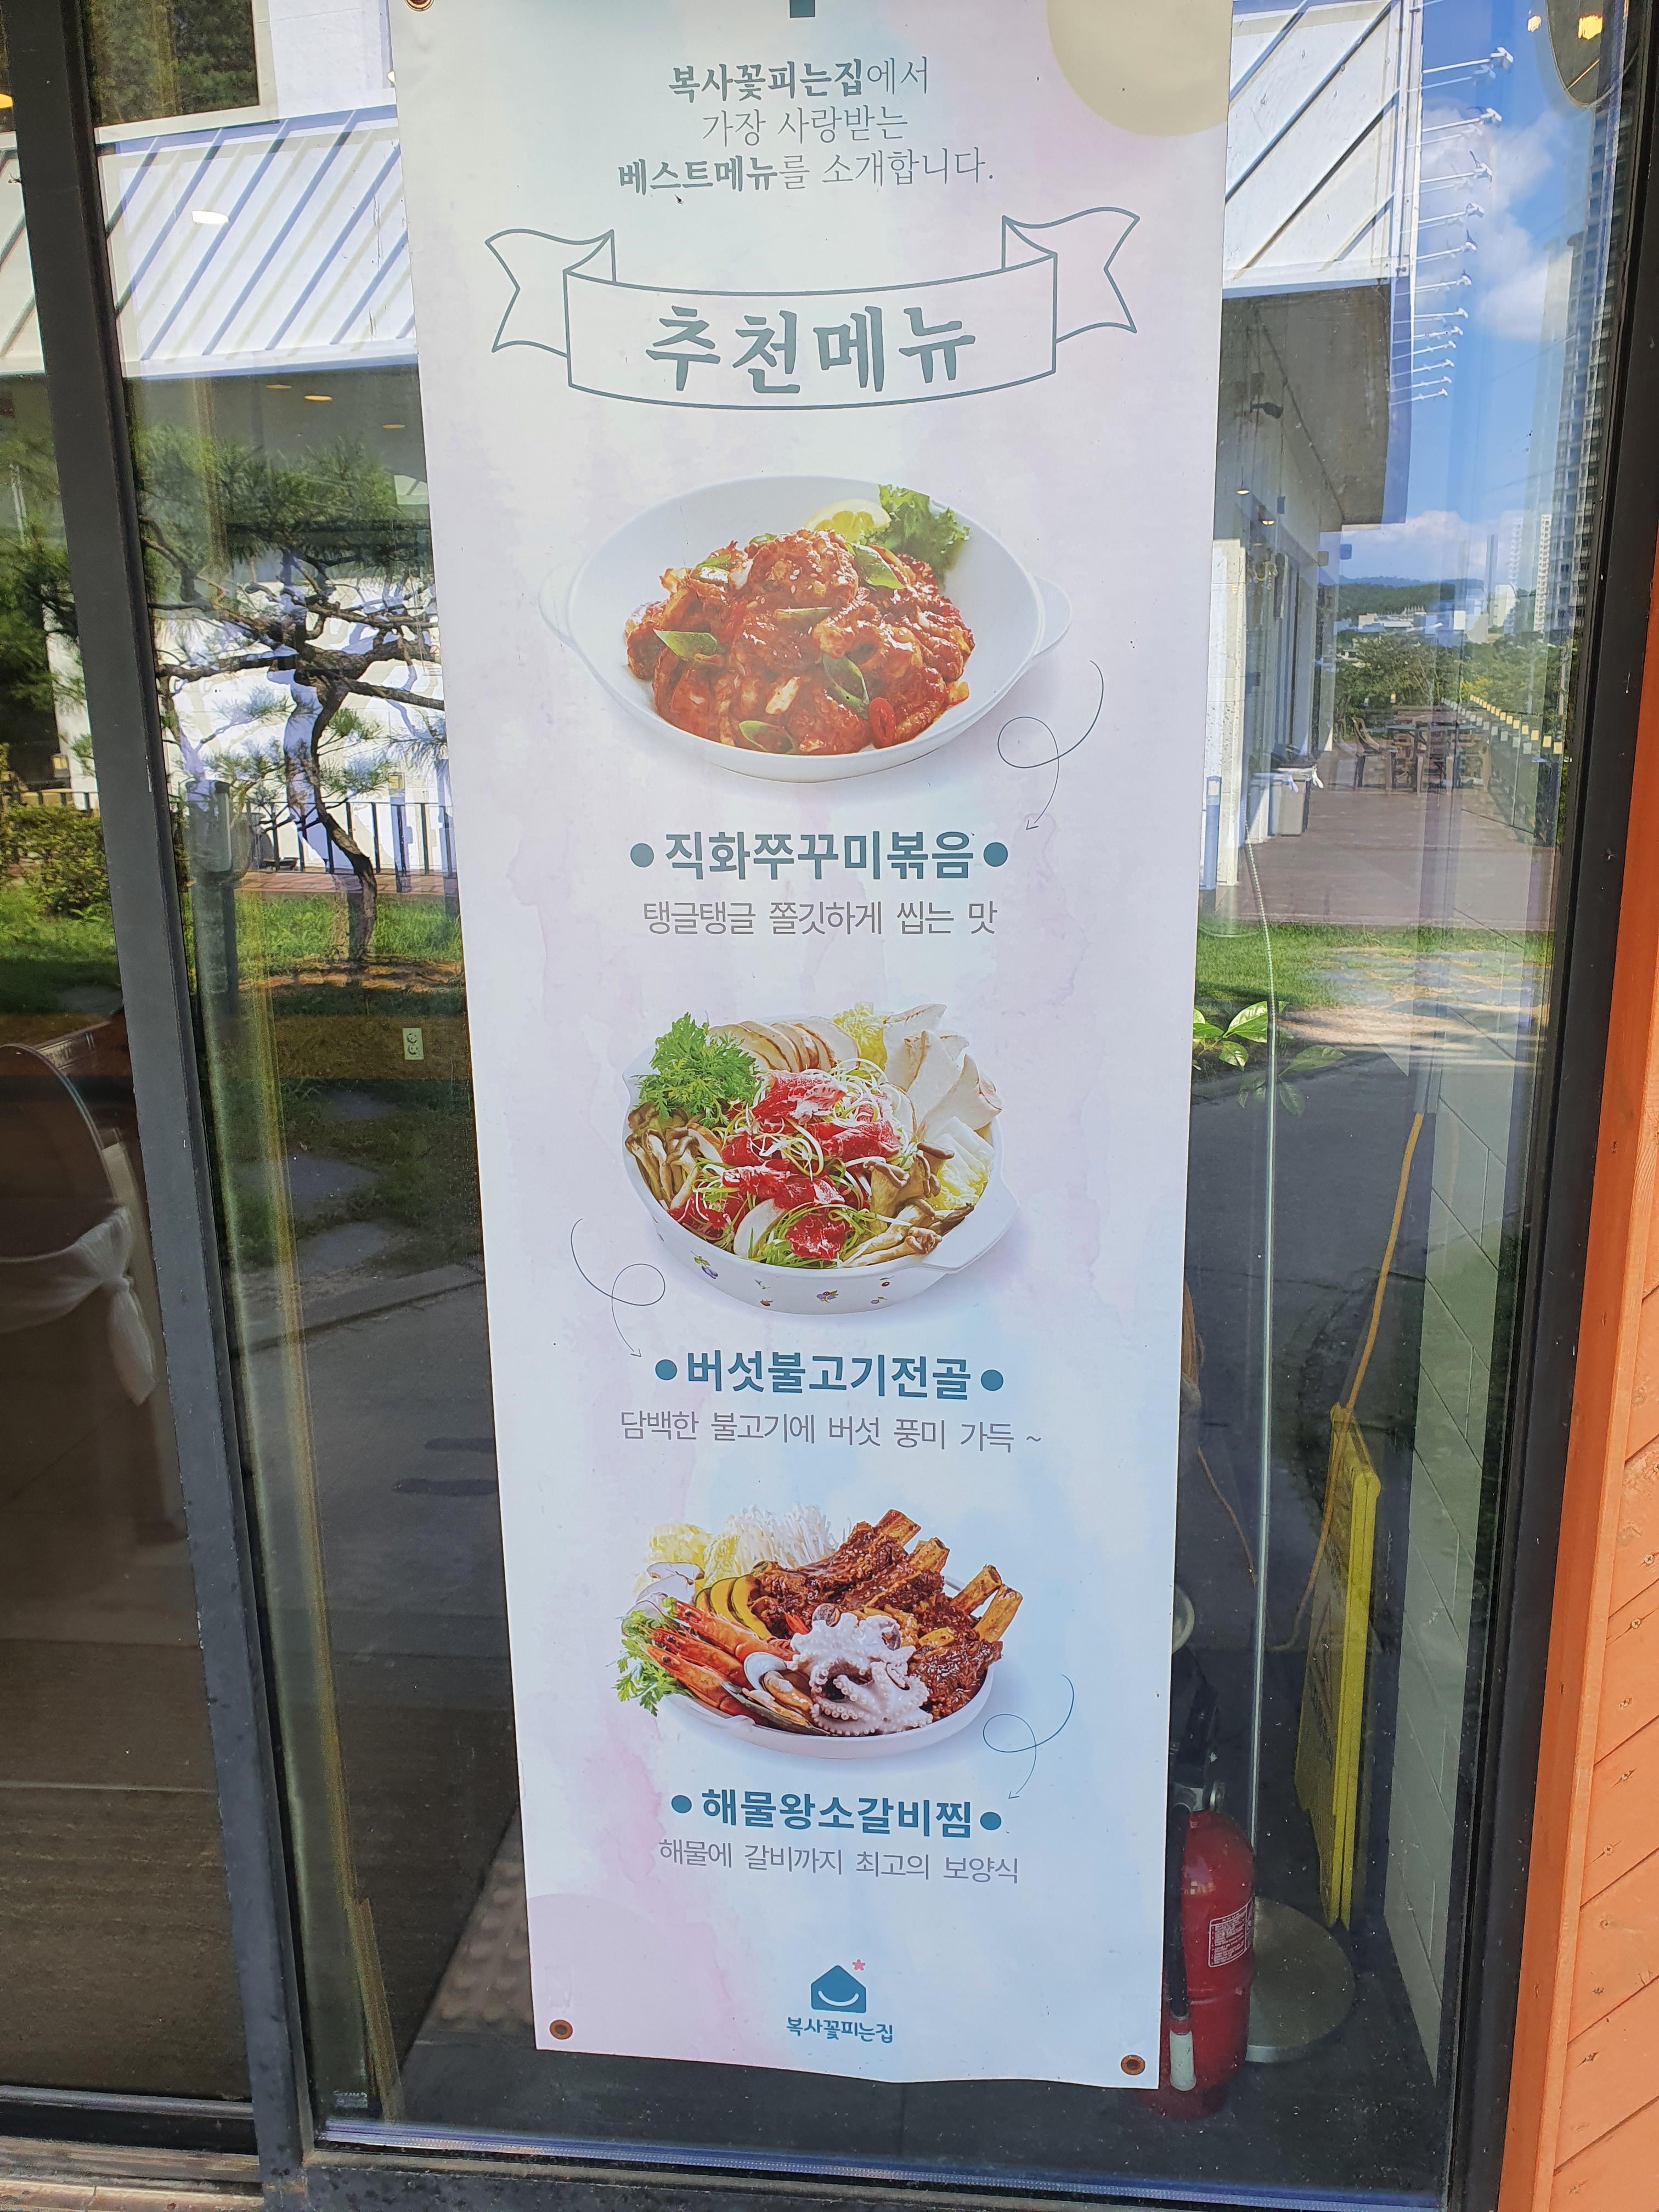 복사꽃피는집에서
가장 사랑받는
베스트메뉴를 소개합니다.
추천메뉴
직화쭈꾸미볶음
탱글탱글 쫄깃하게 씹는 맛
버섯불고기전골
담백한 불고기에 버섯 풍미 가득 ~
해물왕소갈비찜
해물에 갈비까지 최고의 보양식
복사꽃피는집